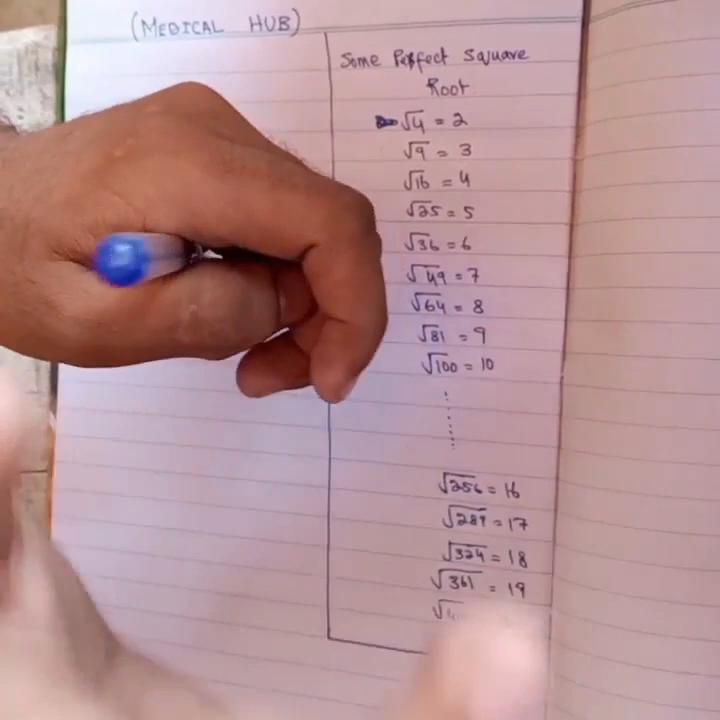 (MEDICAL HUB)
Some Perfect Square
Root
√4 = 2
√9 = 3
√16 = 4
√25 = 5
√36 = 6
√49 = 7
√64 = 8
√81 = 9
√100 = 10
√256 = 16
√289 = 17
√324 = 18
√361 = 19